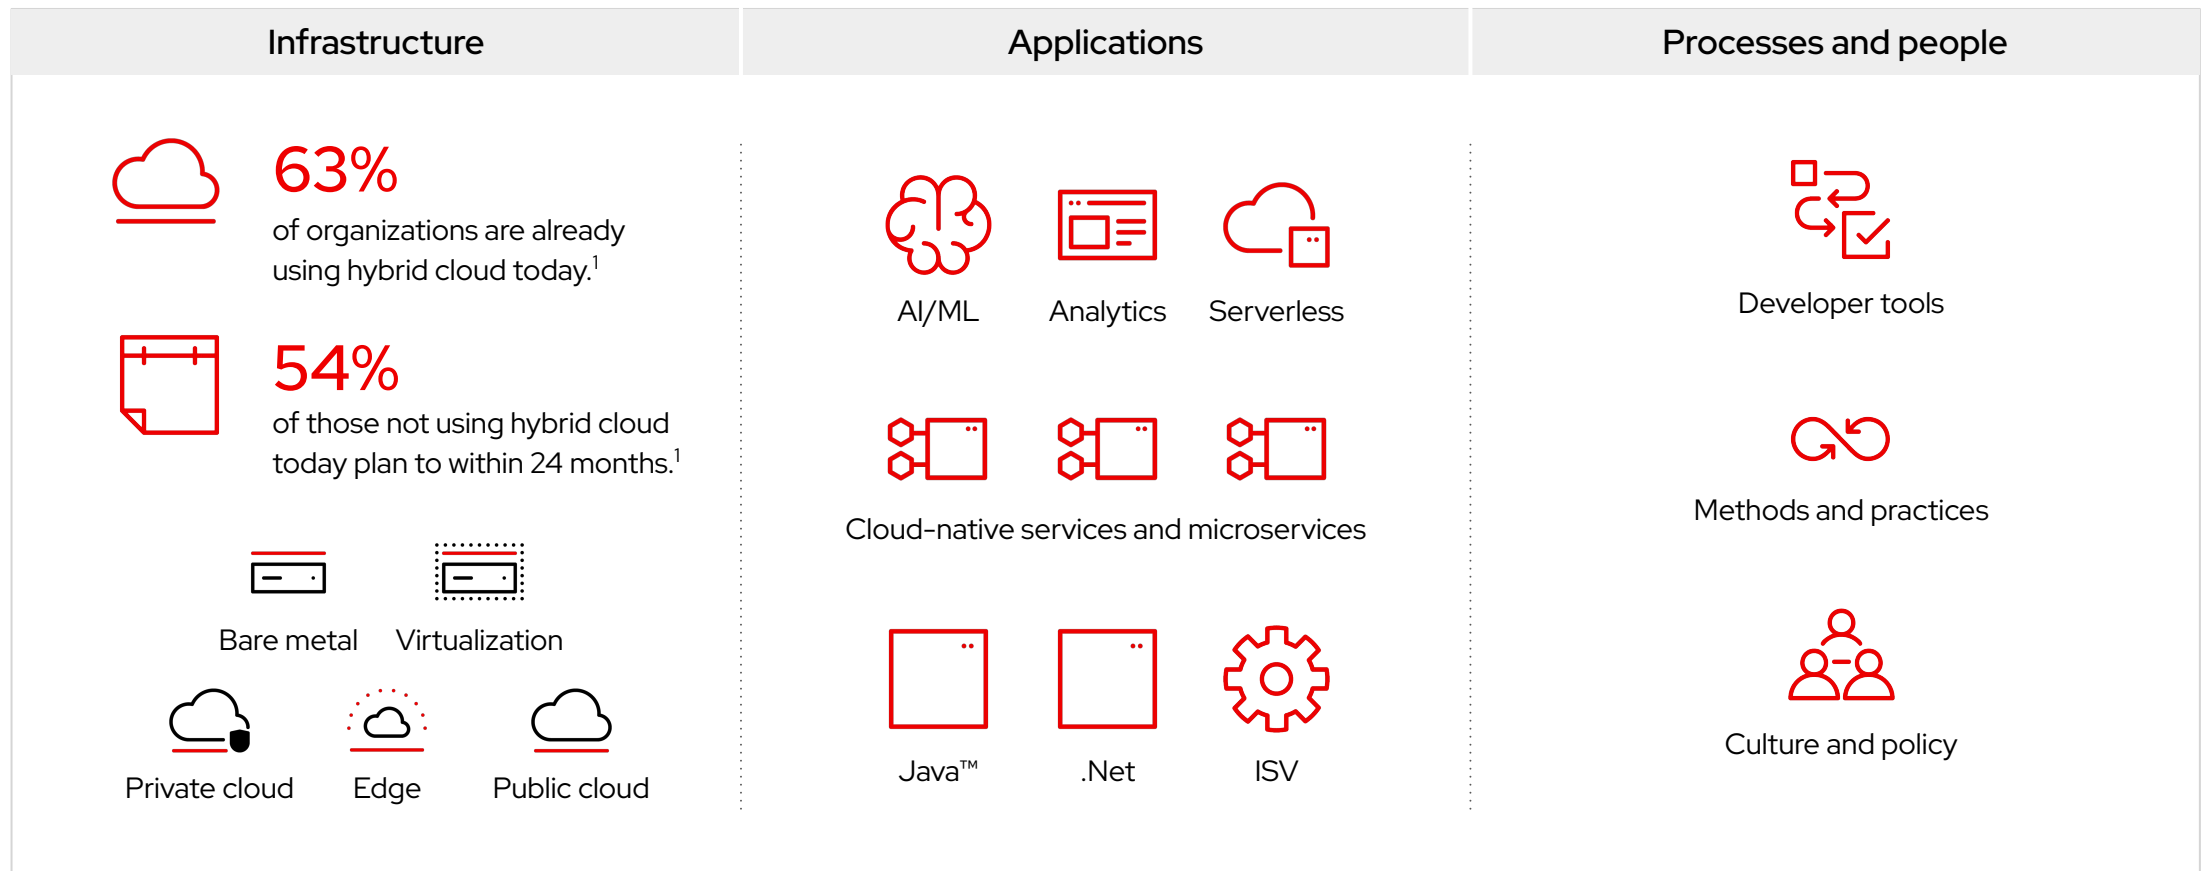 Infrastructure
63%
of organizations are already
using hybrid cloud today.1
54%
of those not using hybrid cloud
today plan to within 24 months.1
Bare metal
Virtualization
Private cloud
Edge
Public cloud
Applications
AI/ML
Analytics
Serverless
Cloud-native services and microservices
Java™
.Net
ISV
Processes and people
Developer tools
Methods and practices
Culture and policy